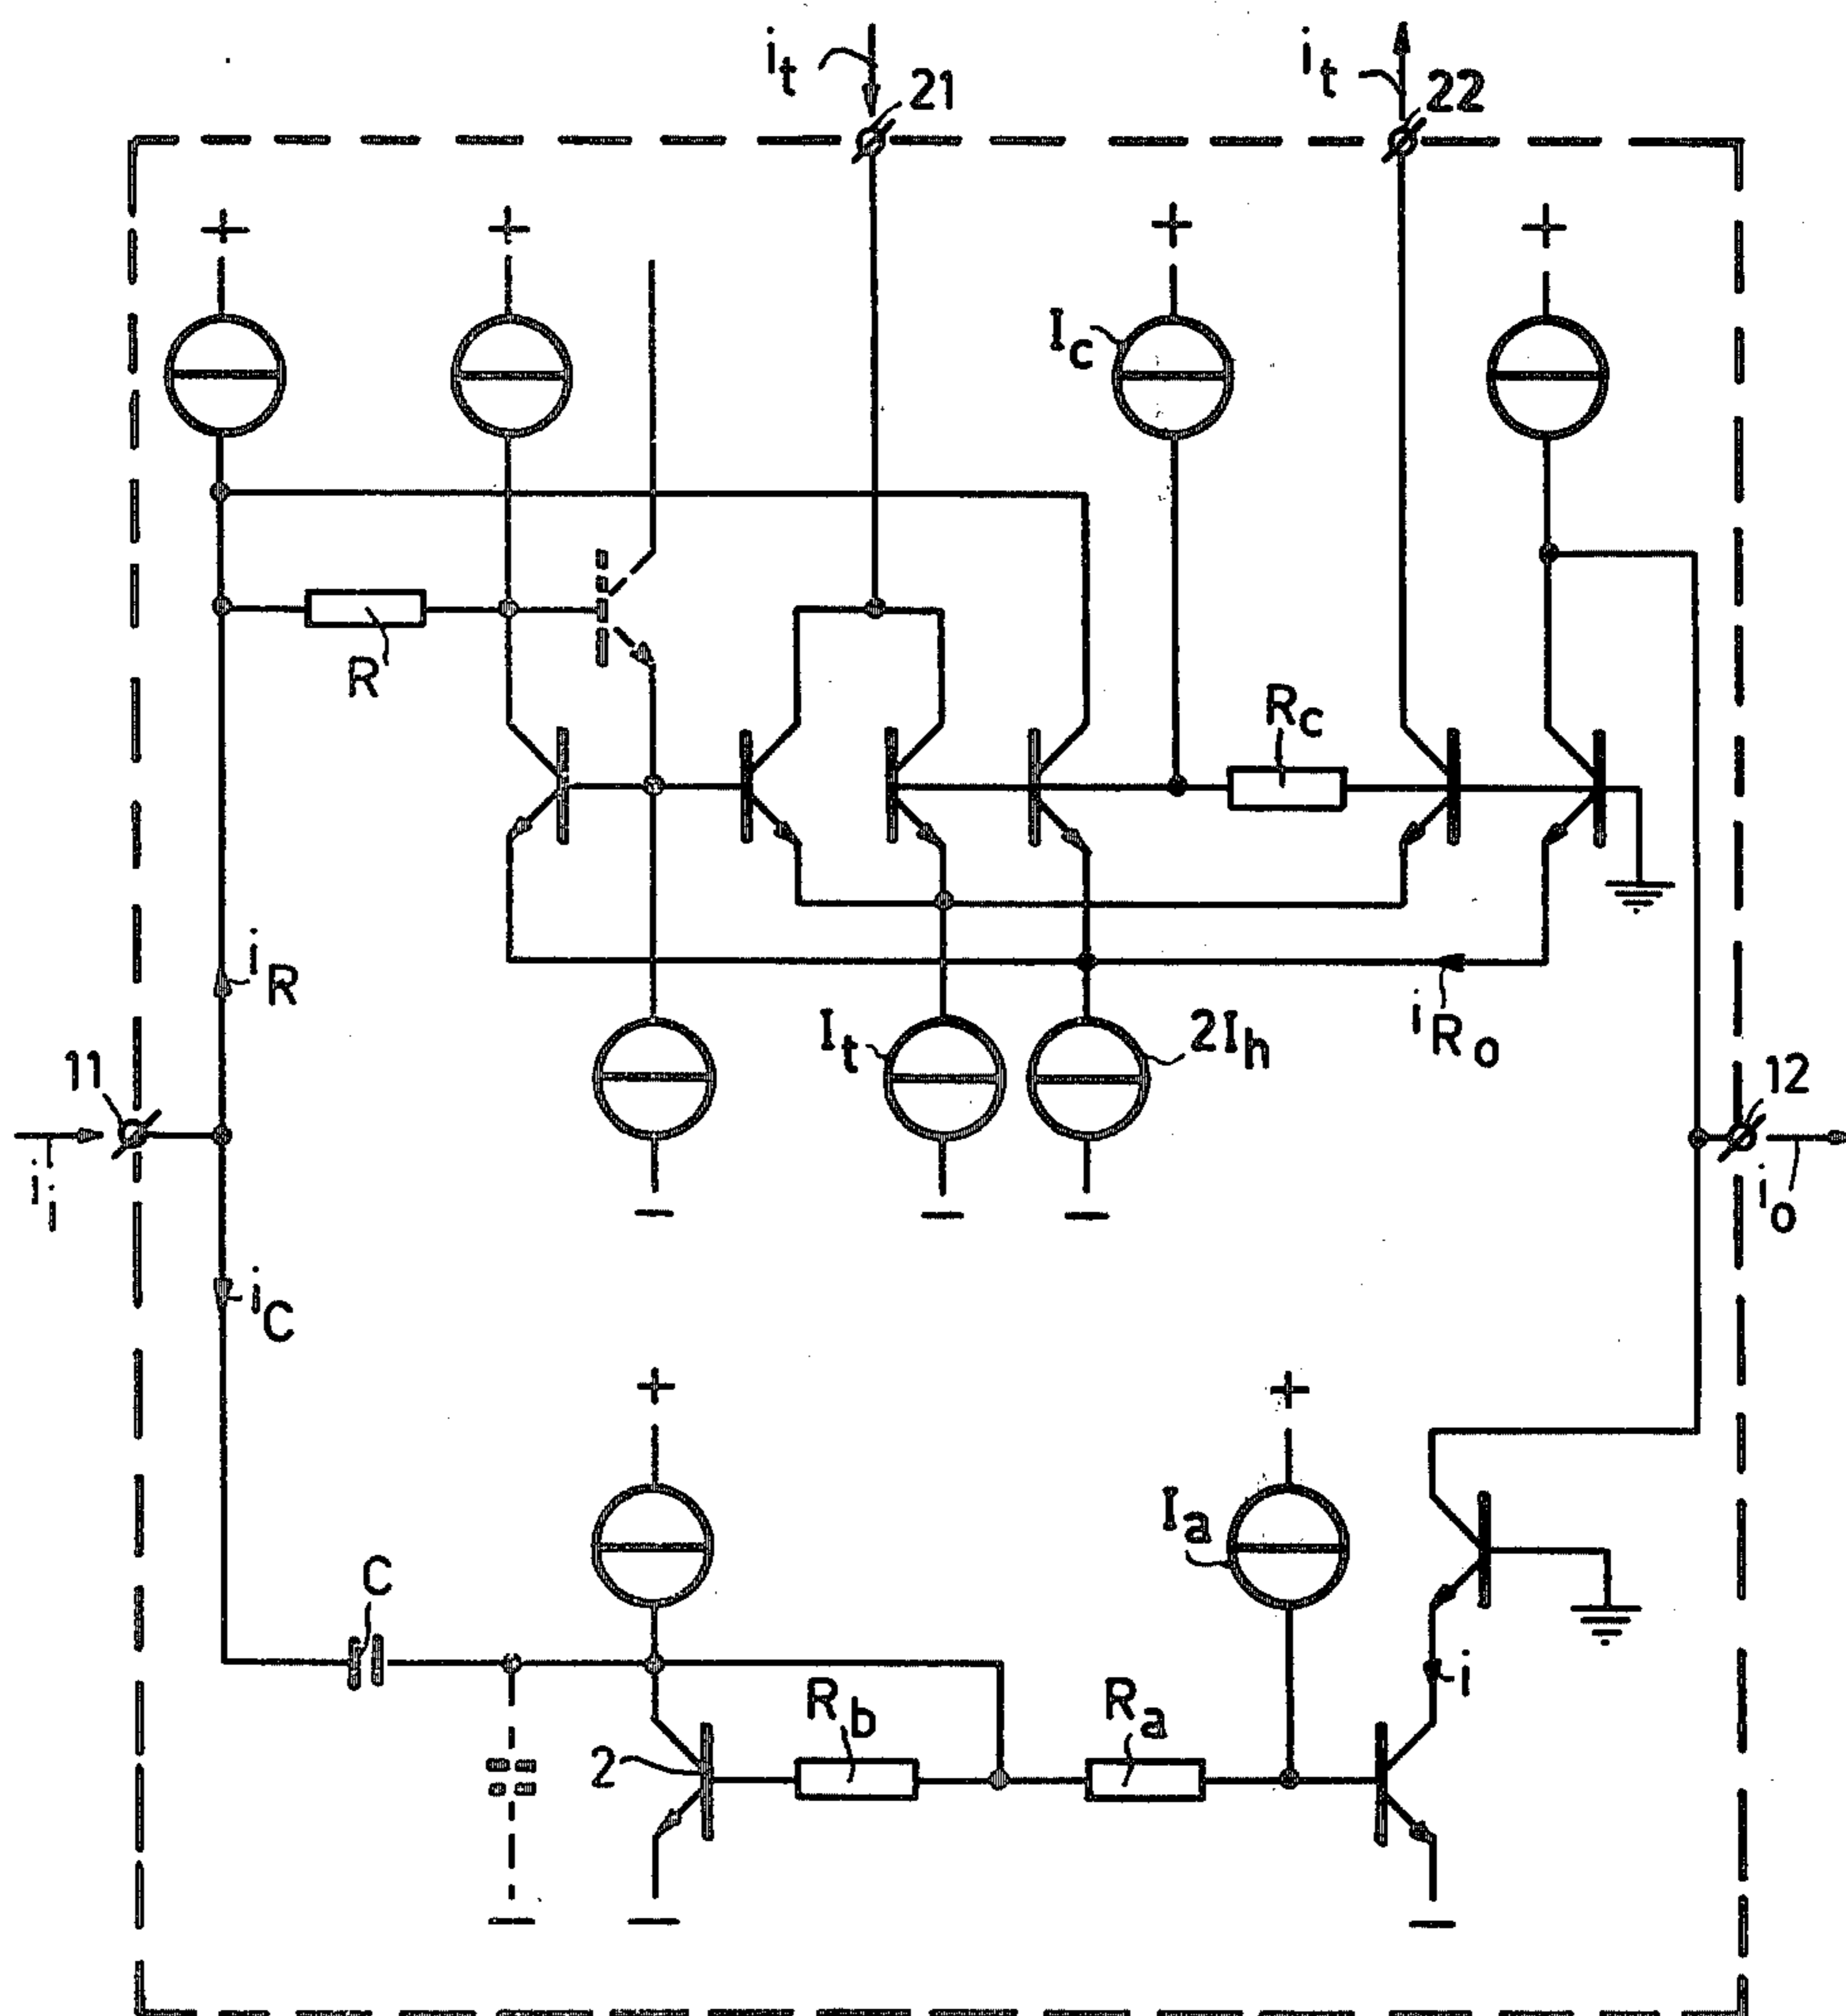 it
21
it
22
+
+
+
+
Ic
R
Rc
iR
It
2Ih
iRo
11
12
ii
io
iC
+
+
Ia
C
i
Rb
Ra
2